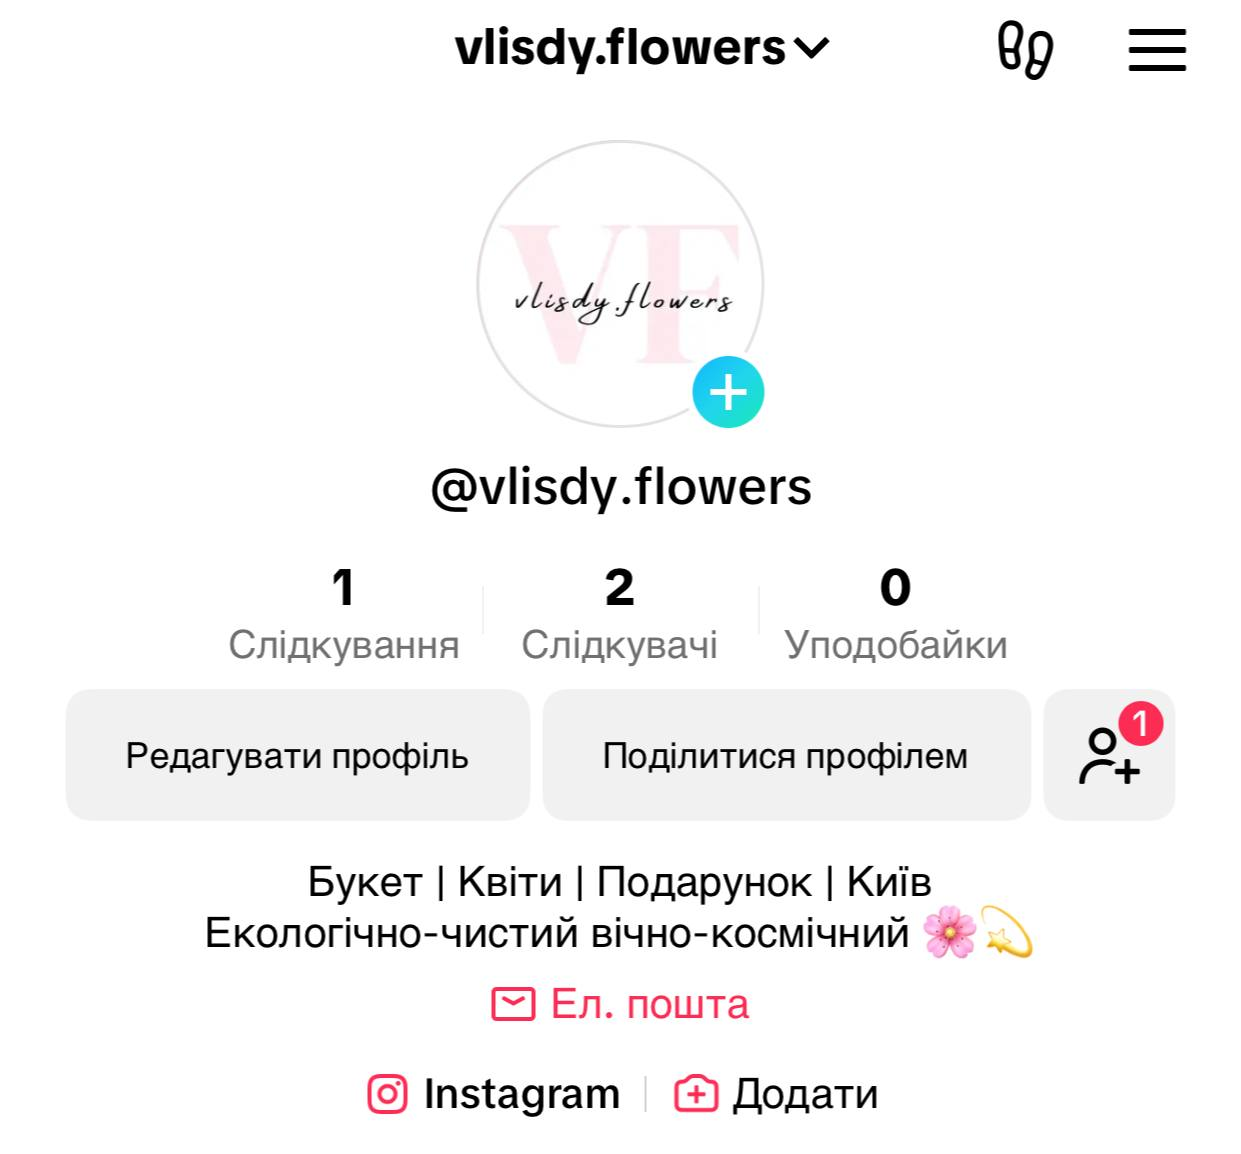 vlisdy.flowers
VF
vlisdy.flowers
@vlisdy.flowers
1 2 0
Слідкування Слідкувачі Уподобайки
Редагувати профіль Поділитися профілем 1
Букет | Квіти | Подарунок | Київ
Екологічно-чистий вічно-космічний 🌸💫
Ел. пошта
Instagram Додати